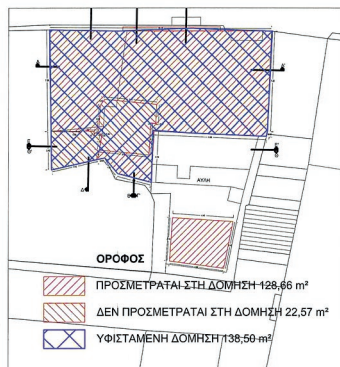 Α
Α'
ΑΥΛΗ
ΟΡΟΦΟΣ
ΠΡΟΣΜΕΤΡΑΤΑΙ ΣΤΗ ΔΟΜΗΣΗ 128,66 m²
ΔΕΝ ΠΡΟΣΜΕΤΡΑΤΑΙ ΣΤΗ ΔΟΜΗΣΗ 22,57 m²
ΥΦΙΣΤΑΜΕΝΗ ΔΟΜΗΣΗ 138,50 m²